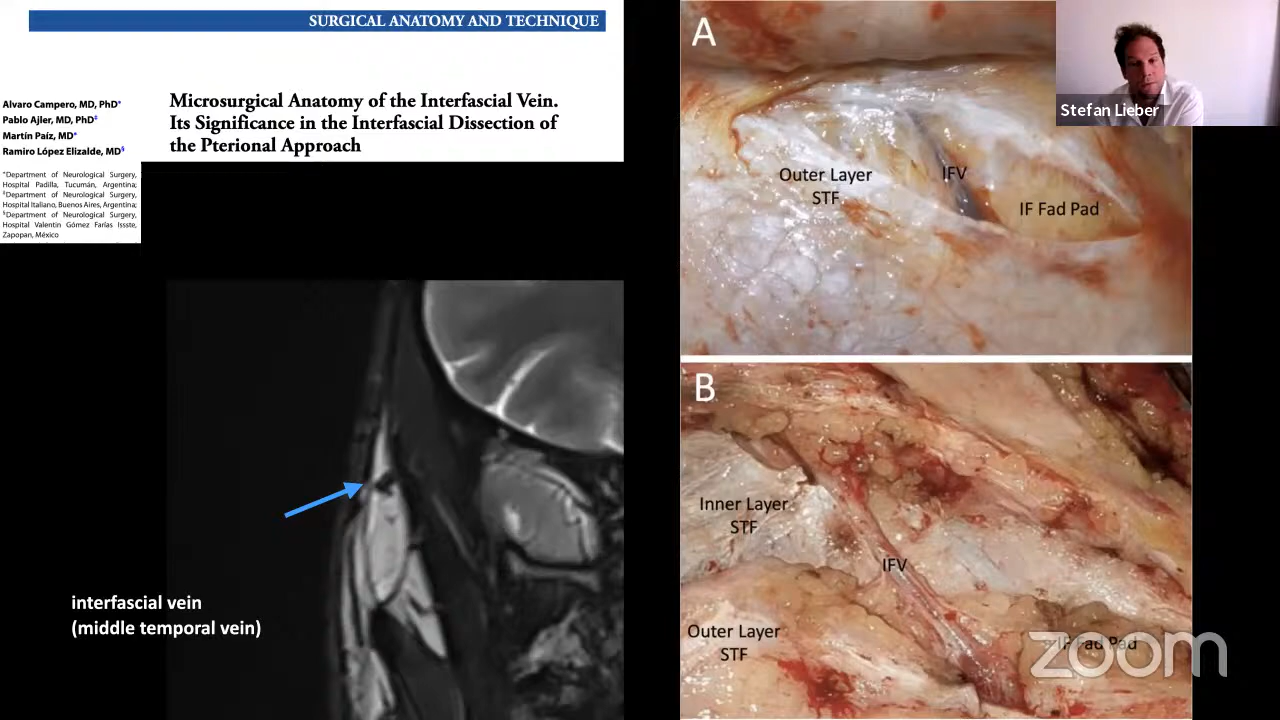 SURGICAL ANATOMY AND TECHNIQUE
Alvaro Campero, MD, PhD*
Pablo Ajler, MD, PhD‡
Martín Paíz, MD*
Ramiro López Elizalde, MD§
*Department of Neurological Surgery,
Hospital Padilla, Tucumán, Argentina;
‡Department of Neurological Surgery,
Hospital Italiano, Buenos Aires, Argentina;
§Department of Neurological Surgery,
Hospital Valentin Gómez Farías Issste,
Zapopan, México
Microsurgical Anatomy of the Interfascial Vein.
Its Significance in the Interfascial Dissection of
the Pterional Approach
interfascial vein
(middle temporal vein)
A
Outer Layer
STF
IFV
IF Fad Pad
B
Inner Layer
STF
IFV
Outer Layer
STF
IF Fad Pad
Stefan Lieber
zoom